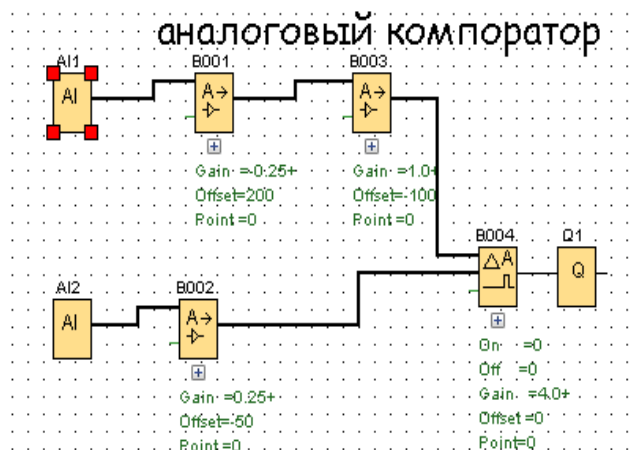 аналоговый компоратор
AI1 B001 B003
AI A→ A→
Gain =-0.25+ Gain =1.0+
Offset=200 Offset=-100
Point=0 Point=0
B004 Q1
ΔA Q
AI2 B002
AI A→
On =0
Off =0
Gain =4.0+
Offset =0
Point=0
Gain =0.25+
Offset=-50
Point=0